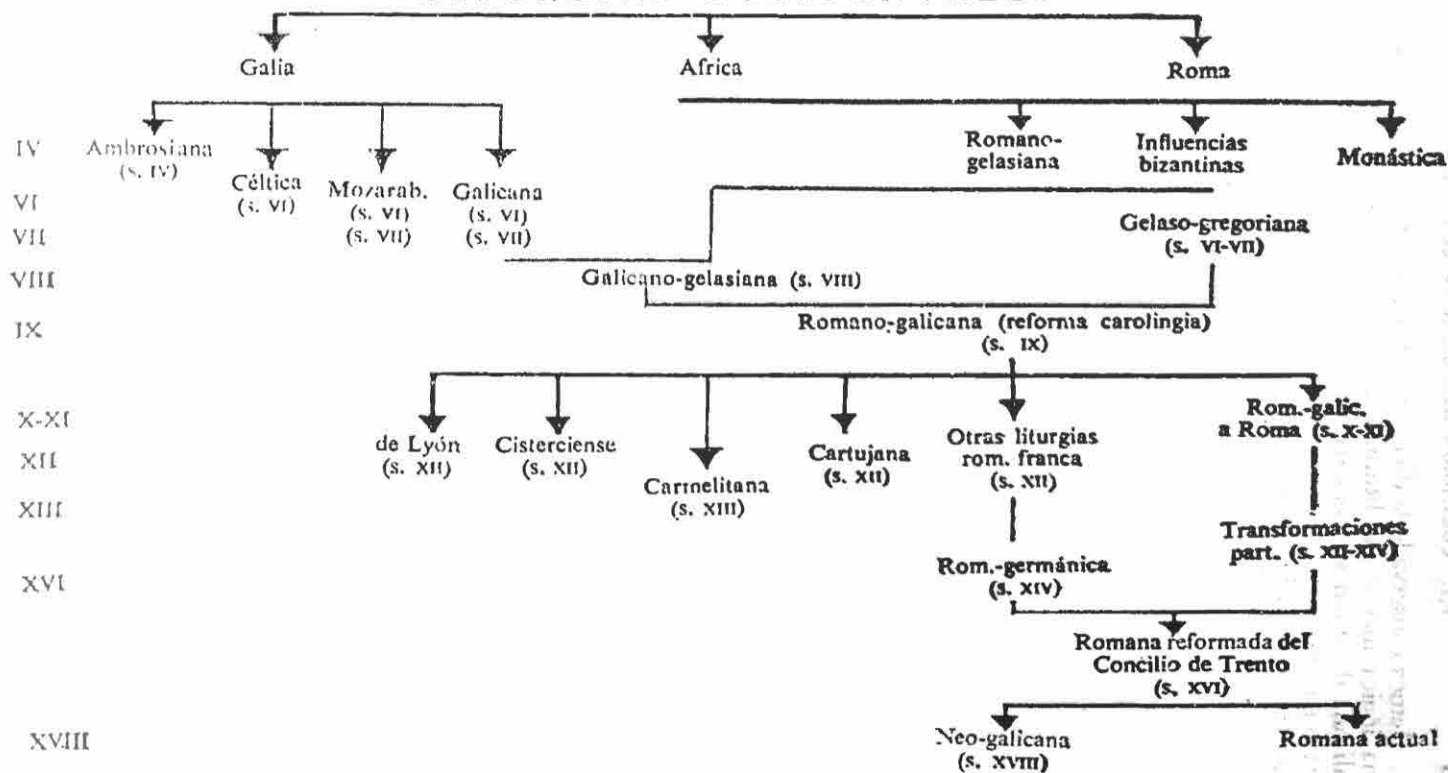 Galia
Africa
Roma
IV
Ambrosiana
(s. IV)
Céltica
(s. VI)
Mozarab.
(s. VI)
(s. VII)
Galicana
(s. VI)
(s. VII)
Romano-
gelasiana
Influencias
bizantinas
Monástica
VI
VII
Gelaso-gregoriana
(s. VI-VII)
VIII
Galicano-gelasiana (s. VIII)
IX
Romano-galicana (reforma carolingia)
(s. IX)
X-XI
XII
XIII
de Lyón
(s. XII)
Cisterciense
(s. XII)
Carmelitana
(s. XIII)
Cartujana
(s. XII)
Otras liturgias
rom. franca
(s. XII)
Rom.-galic.
a Roma (s. X-XI)
Transformaciones
part. (s. XII-XIV)
XVI
Rom.-germánica
(s. XIV)
Romana reformada del
Concilio de Trento
(s. XVI)
XVIII
Neo-galicana
(s. XVIII)
Romana actual